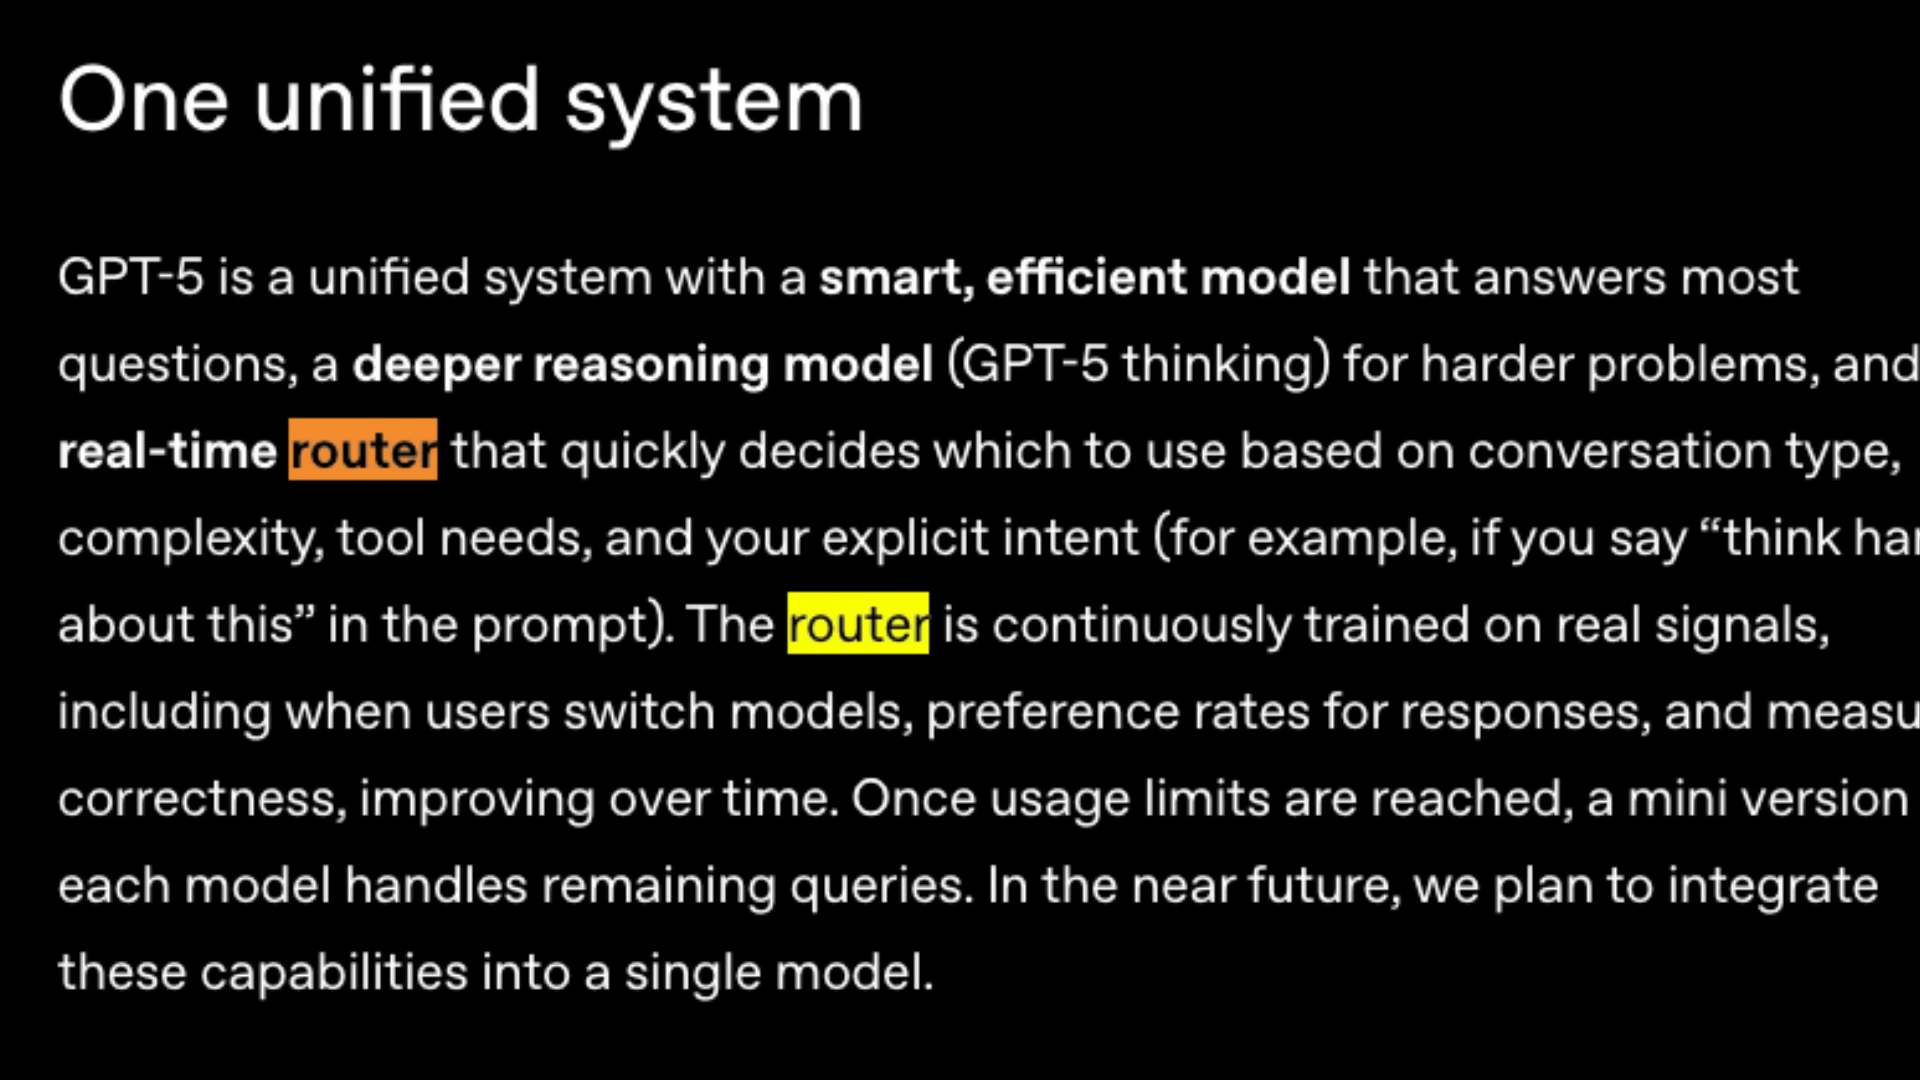 One unified system
GPT-5 is a unified system with a smart, efficient model that answers most
questions, a deeper reasoning model (GPT-5 thinking) for harder problems, and
real-time router that quickly decides which to use based on conversation type,
complexity, tool needs, and your explicit intent (for example, if you say “think
about this” in the prompt). The router is continuously trained on real signals,
including when users switch models, preference rates for responses, and
correctness, improving over time. Once usage limits are reached, a mini version
each model handles remaining queries. In the near future, we plan to integrate
these capabilities into a single model.